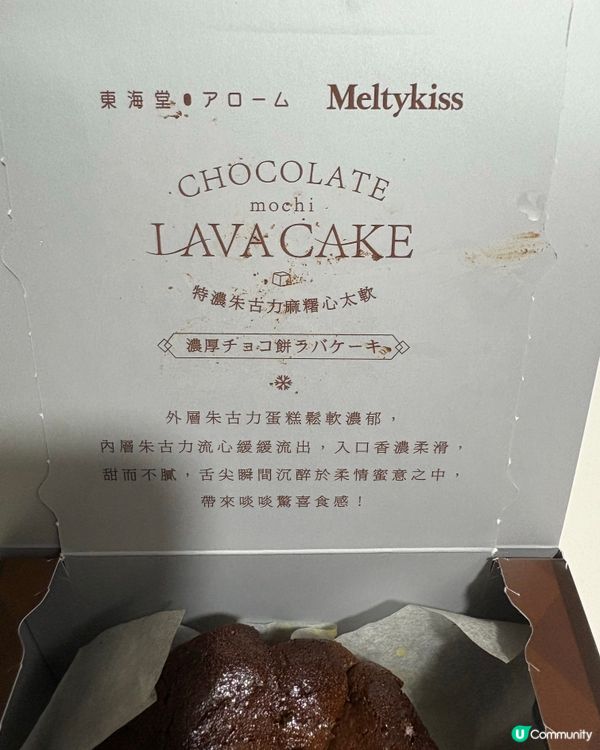 東海堂 アローム Meltykiss
CHOCOLATE
mochi
LAVA CAKE
特濃朱古力麻糬心太軟
濃厚チョコ餅ラバケーキ
外層朱古力蛋糕鬆軟濃郁，
內層朱古力流心緩緩流出，入口香濃柔滑，
甜而不膩，舌尖瞬間沉醉於柔情蜜意之中，
帶來啖啖驚喜食感！
U Community